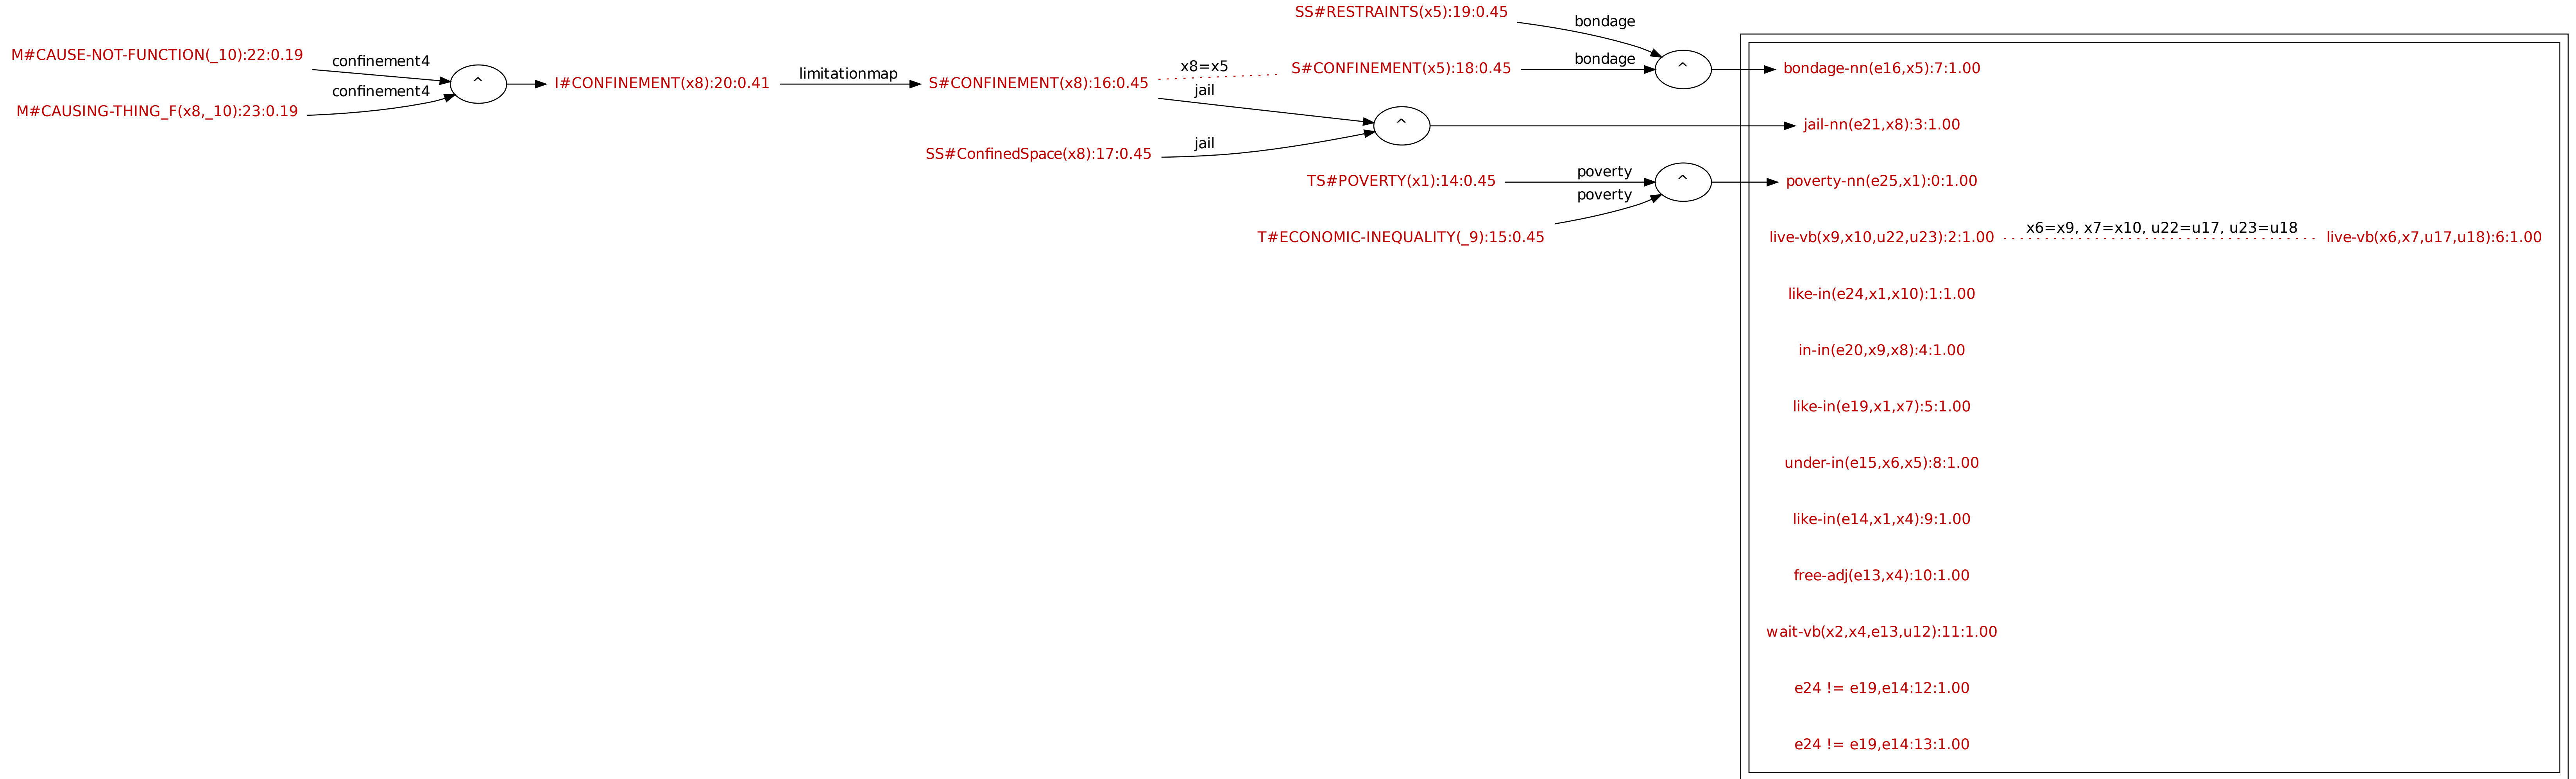 SS#RESTRAINTS(x5):19:0.45
bondage
M#CAUSE-NOT-FUNCTION(_10):22:0.19
confinement4
^
I#CONFINEMENT(x8):20:0.41
limitationmap
S#CONFINEMENT(x8):16:0.45
x8=x5
S#CONFINEMENT(x5):18:0.45
bondage
^
bondage-nn(e16,x5):7:1.00
M#CAUSING-THING_F(x8,_10):23:0.19
confinement4
jail
^
jail-nn(e21,x8):3:1.00
SS#ConfinedSpace(x8):17:0.45
jail
TS#POVERTY(x1):14:0.45
poverty
^
poverty-nn(e25,x1):0:1.00
poverty
T#ECONOMIC-INEQUALITY(_9):15:0.45
live-vb(x9,x10,u22,u23):2:1.00
x6=x9, x7=x10, u22=u17, u23=u18
live-vb(x6,x7,u17,u18):6:1.00
like-in(e24,x1,x10):1:1.00
in-in(e20,x9,x8):4:1.00
like-in(e19,x1,x7):5:1.00
under-in(e15,x6,x5):8:1.00
like-in(e14,x1,x4):9:1.00
free-adj(e13,x4):10:1.00
wait-vb(x2,x4,e13,u12):11:1.00
e24 != e19,e14:12:1.00
e24 != e19,e14:13:1.00